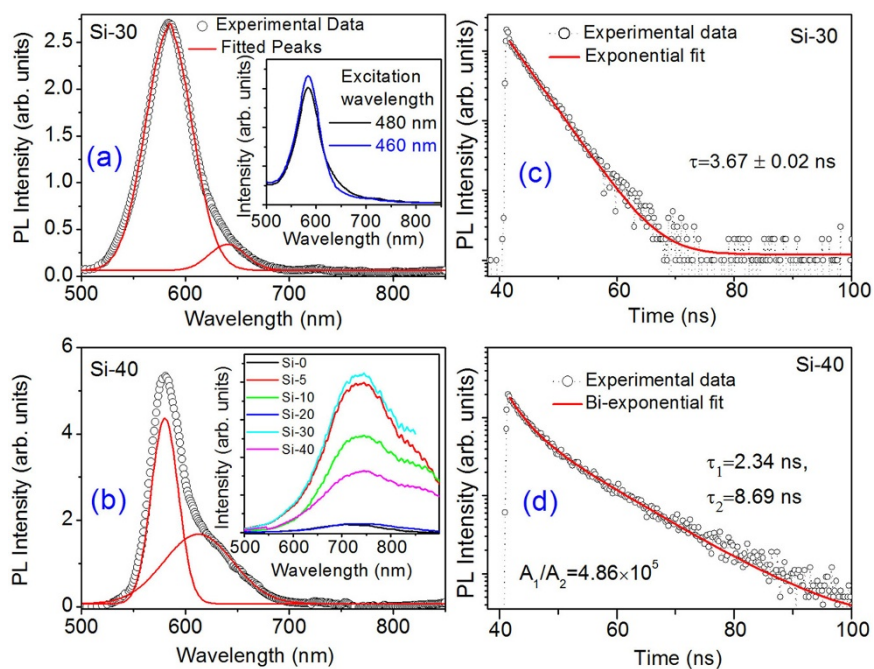 Si-30
Experimental Data
Fitted Peaks
(a)
Excitation
wavelength
480 nm
460 nm
Intensity (arb. units)
500 600 700 800
Wavelength (nm)
PL Intensity (arb. units)
2.5
2.0
1.5
1.0
0.5
0.0
500 600 700 800
Wavelength (nm)
Experimental data
Exponential fit
Si-30
(c)
τ=3.67 ± 0.02 ns
PL Intensity (arb. units)
40 60 80 100
Time (ns)
Si-40
(b)
Si-0
Si-5
Si-10
Si-20
Si-30
Si-40
Intensity (arb. units)
500 600 700 800
Wavelength (nm)
PL Intensity (arb. units)
6
4
2
0
500 600 700 800
Wavelength (nm)
Si-40
Experimental data
Bi-exponential fit
τ1=2.34 ns,
τ2=8.69 ns
(d)
A1/A2=4.86×10^5
PL Intensity (arb. units)
40 60 80 100
Time (ns)